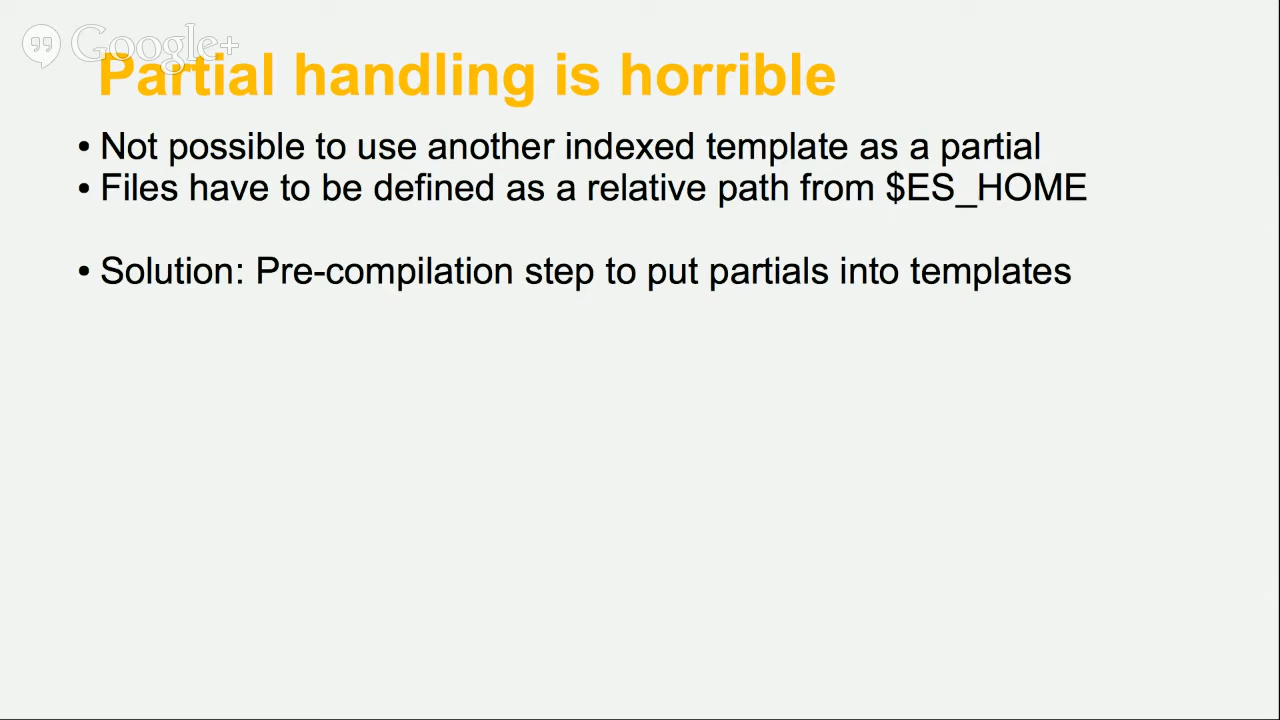 Google+
Partial handling is horrible
• Not possible to use another indexed template as a partial
• Files have to be defined as a relative path from $ES_HOME
• Solution: Pre-compilation step to put partials into templates